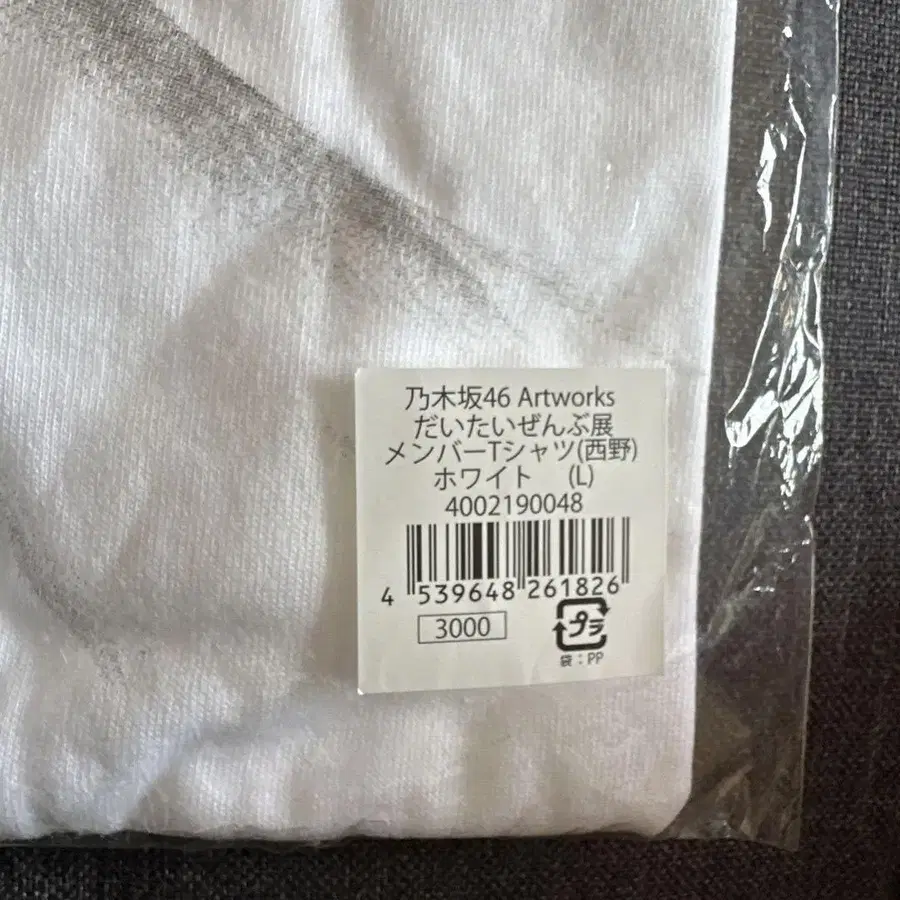 乃木坂46 Artworks
だいたいぜんぶ展
メンバーTシャツ(西野)
ホワイト (L)
4002190048
4 539648 261826
3000
プラ
袋:PP